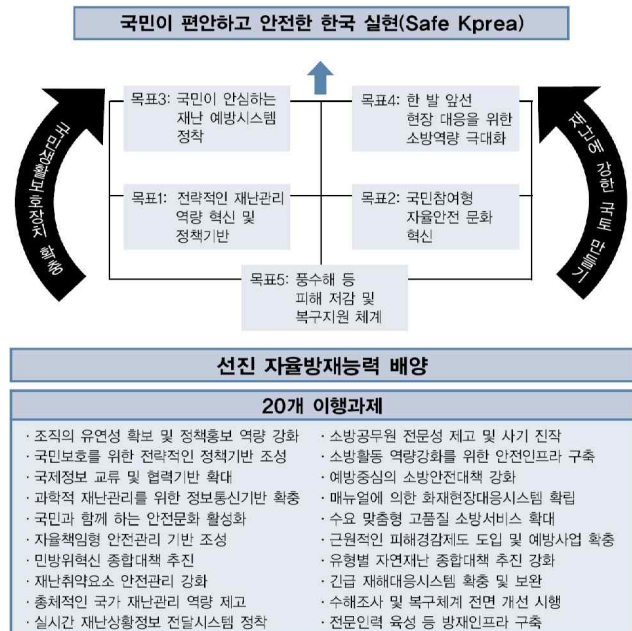 국민이 편안하고 안전한 한국 실현(Safe Kprea)
국민생활보호장치 확충
목표3: 국민이 안심하는
재난 예방시스템
정착
목표4: 한 발 앞선
현장 대응을 위한
소방역량 극대화
재난에 강한 국토 만들기
목표1: 전략적인 재난관리
역량 혁신 및
정책기반
목표2: 국민참여형
자율안전 문화
혁신
목표5: 풍수해 등
피해 저감 및
복구지원 체계
선진 자율방재능력 배양
20개 이행과제
· 조직의 유연성 확보 및 정책홍보 역량 강화
· 국민보호를 위한 전략적인 정책기반 조성
· 국제정보 교류 및 협력기반 확대
· 과학적 재난관리를 위한 정보통신기반 확충
· 국민과 함께 하는 안전문화 활성화
· 자율책임형 안전관리 기반 조성
· 민방위혁신 종합대책 추진
· 재난취약요소 안전관리 강화
· 총체적인 국가 재난관리 역량 제고
· 실시간 재난상황정보 전달시스템 정착
· 소방공무원 전문성 제고 및 사기 진작
· 소방활동 역량강화를 위한 안전인프라 구축
· 예방중심의 소방안전대책 강화
· 매뉴얼에 의한 화재현장대응시스템 확립
· 수요 맞춤형 고품질 소방서비스 확대
· 근원적인 피해경감제도 도입 및 예방사업 확충
· 유형별 자연재난 종합대책 추진 강화
· 긴급 재해대응시스템 확충 및 보완
· 수해조사 및 복구체계 전면 개선 시행
· 전문인력 육성 등 방재인프라 구축